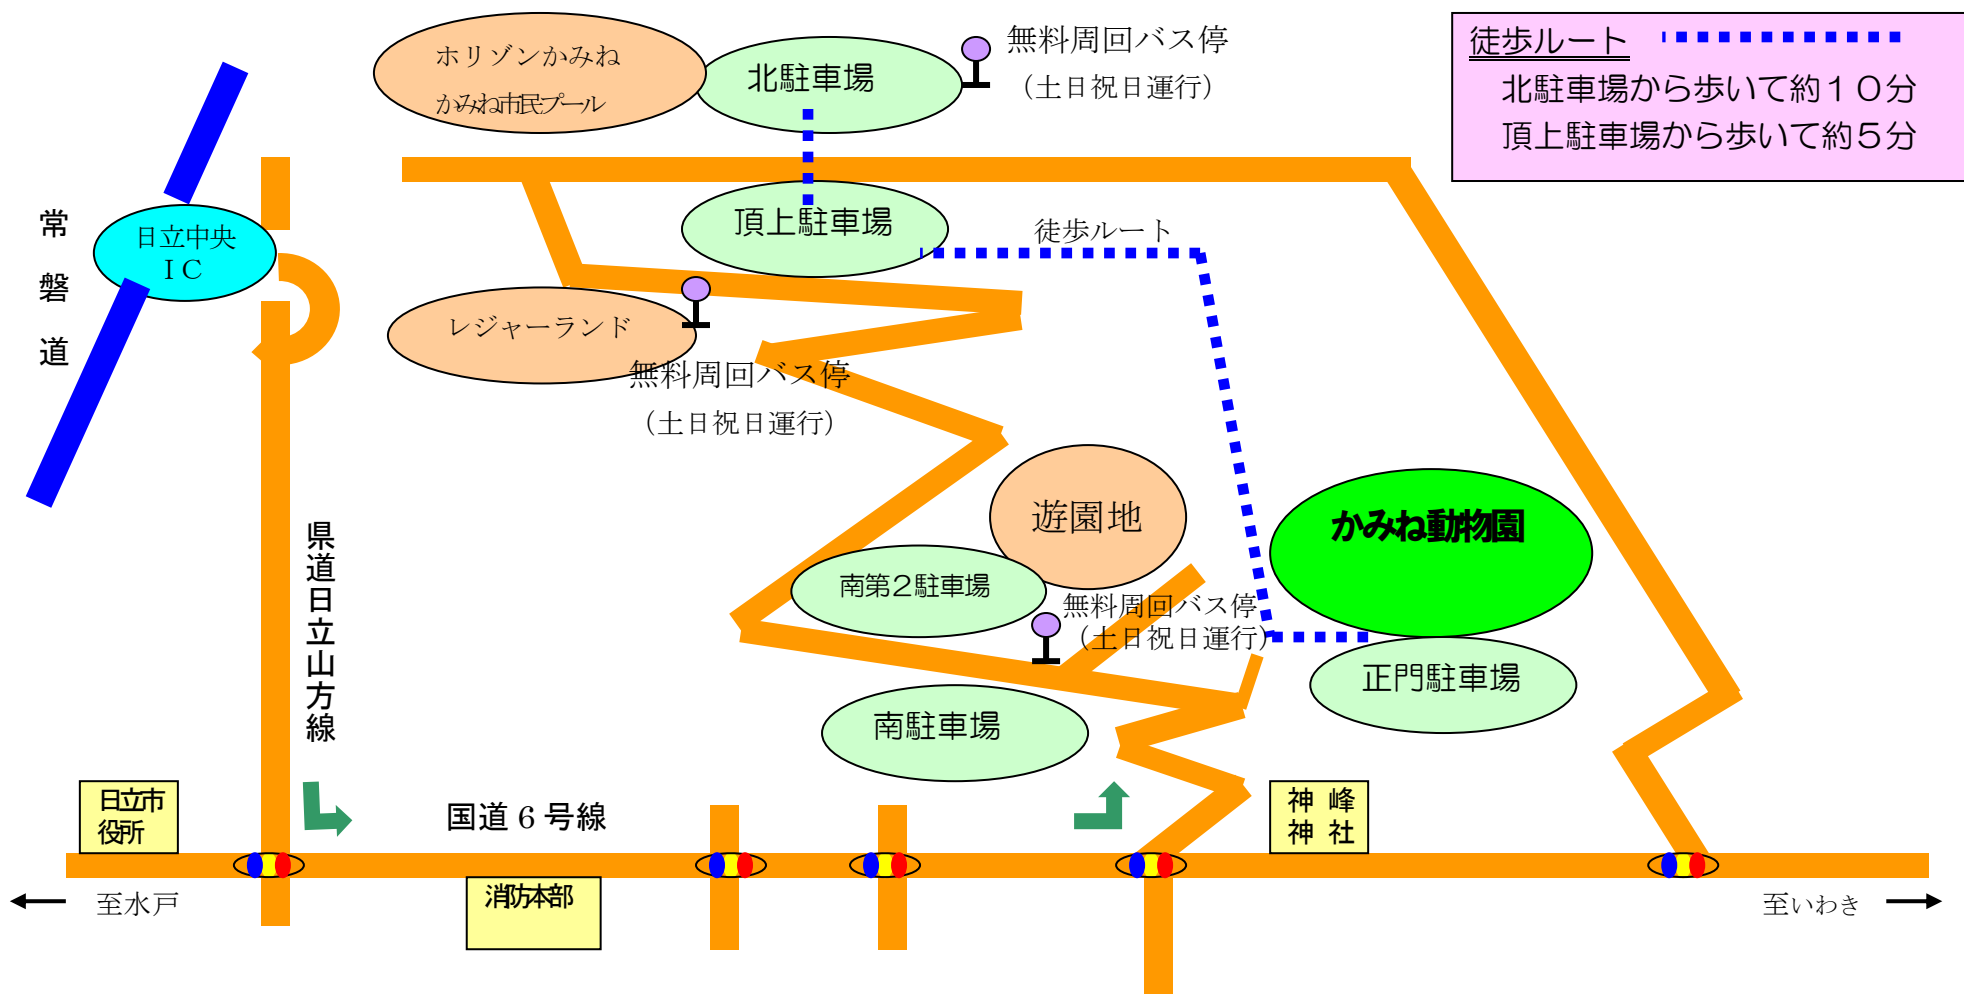 ホリゾンかみね
かみね市民プール
北駐車場
無料周回バス停
（土日祝日運行）
徒歩ルート
北駐車場から歩いて約１０分
頂上駐車場から歩いて約５分
常磐道
日立中央
ＩＣ
頂上駐車場
徒歩ルート
レジャーランド
無料周回バス停
（土日祝日運行）
県道日立山方線
遊園地
かみね動物園
南第２駐車場
無料周回バス停
（土日祝日運行）
正門駐車場
南駐車場
日立市
役所
国道６号線
神 峰
神 社
消防本部
至水戸
至いわき